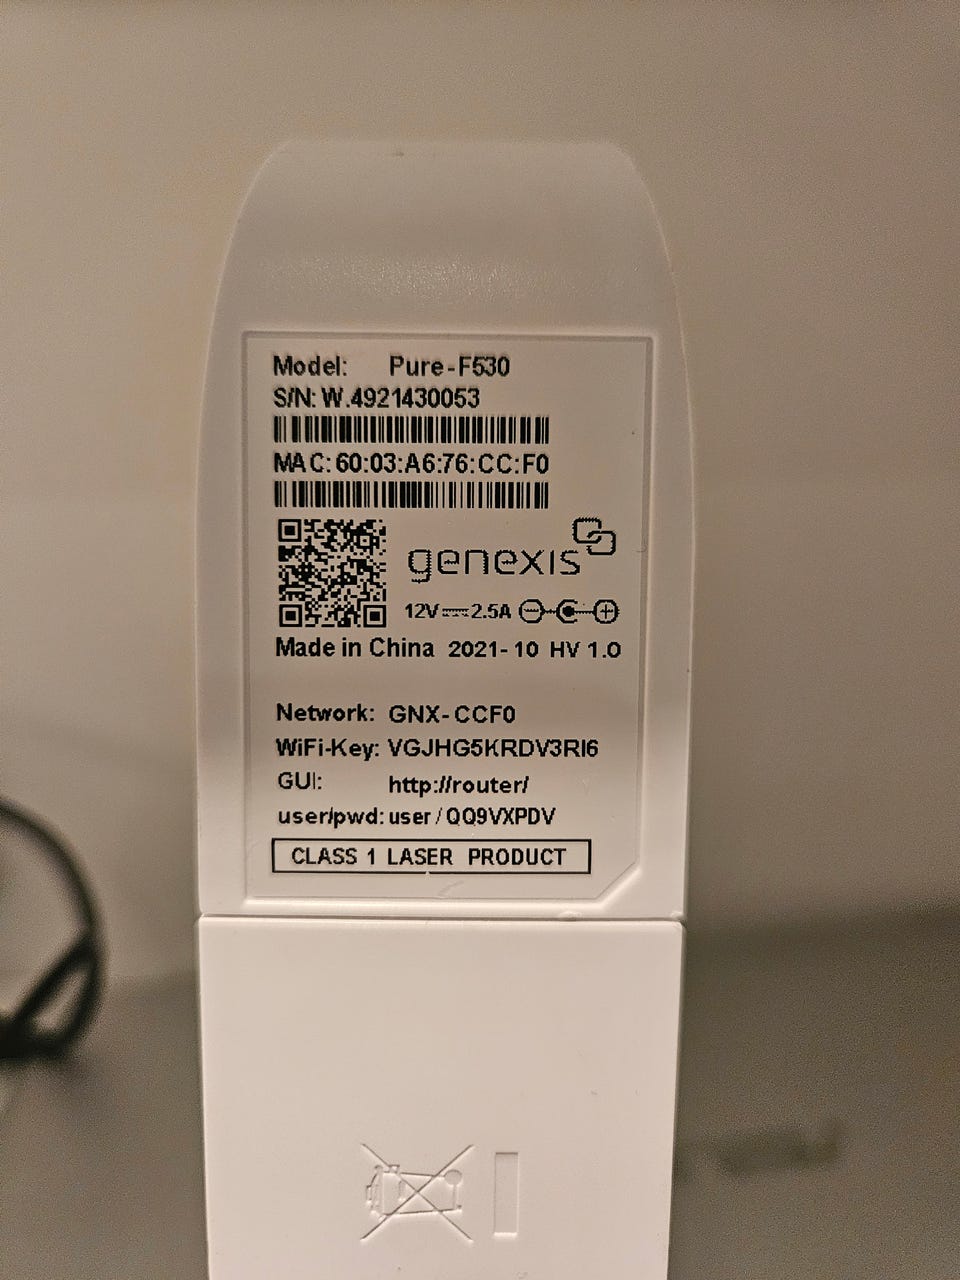 Model: Pure-F530
S/N: W.4921430053
MAC: 60:03:A6:76:CC:F0
genexis
12V 2.5A
Made in China 2021-10 HV 1.0
Network: GNX-CCF0
WiFi-Key: VGJHG5KRDV3RI6
GUI: http://router/
user/pwd: user / QQ9VXPDV
CLASS 1 LASER PRODUCT